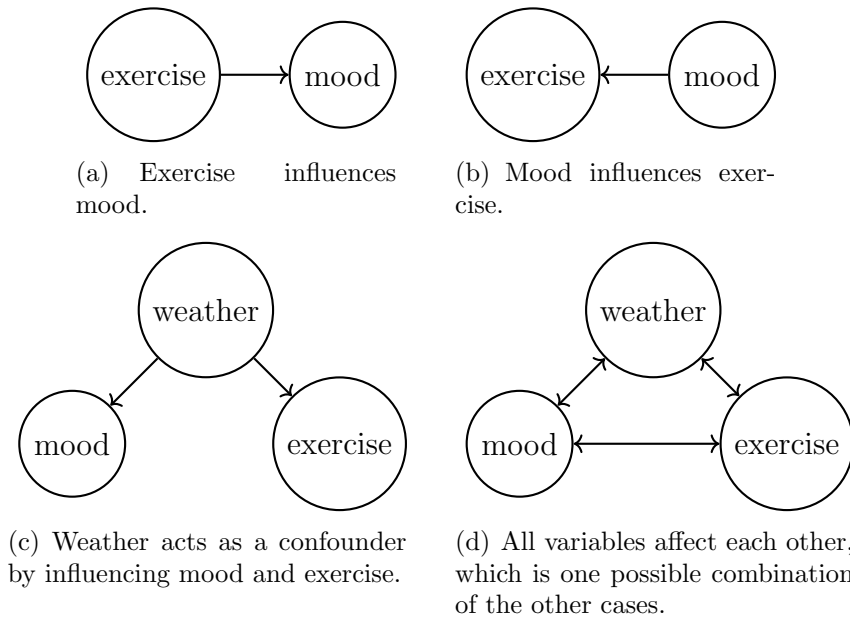 exercise
mood
exercise
mood
(a) Exercise influences
mood.
(b) Mood influences exer-
cise.
weather
mood
exercise
weather
mood
exercise
(c) Weather acts as a confounder
by influencing mood and exercise.
(d) All variables affect each other,
which is one possible combination
of the other cases.